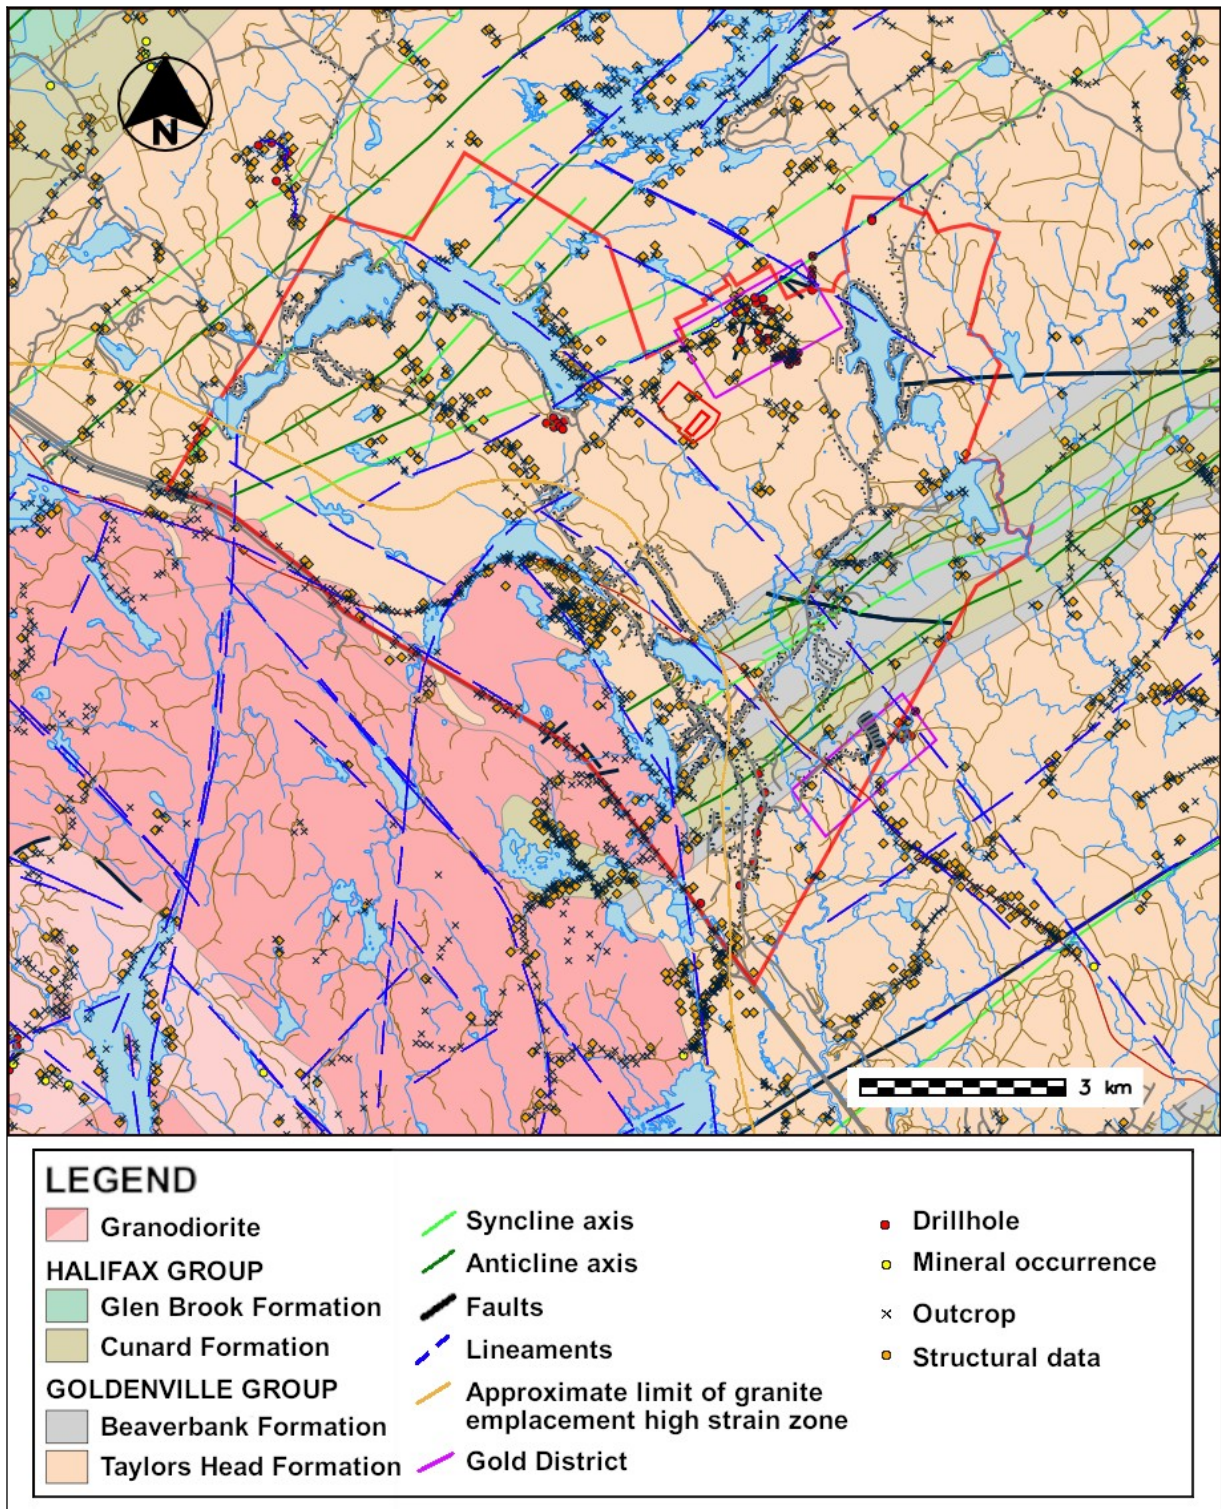 N
3 km
LEGEND
Granodiorite
HALIFAX GROUP
Glen Brook Formation
Cunard Formation
GOLDENVILLE GROUP
Beaverbank Formation
Taylors Head Formation
Syncline axis
Anticline axis
Faults
Lineaments
Approximate limit of granite
emplacement high strain zone
Gold District
Drillhole
Mineral occurrence
Outcrop
Structural data